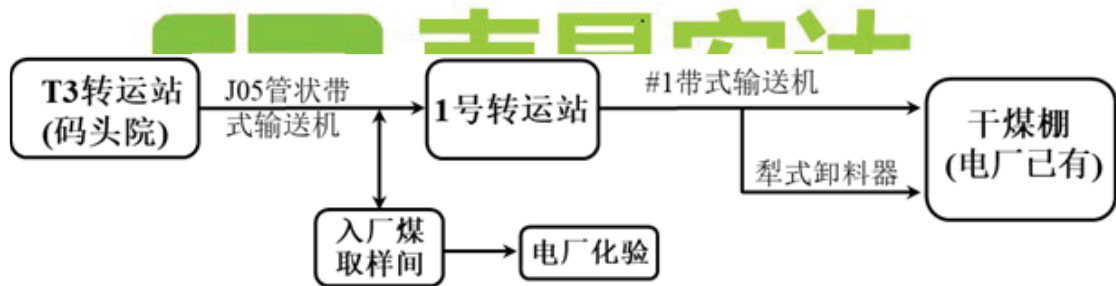 T3转运站
(码头院)
J05管状带
式输送机
1号转运站
#1带式输送机
犁式卸料器
干煤棚
(电厂已有)
入厂煤
取样间
电厂化验